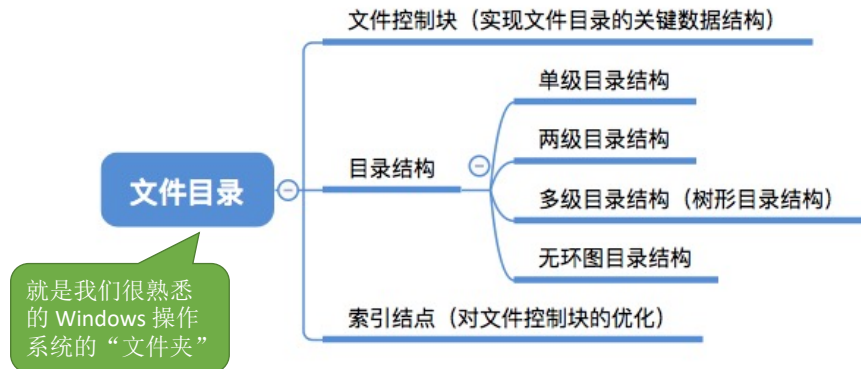 文件控制块（实现文件目录的关键数据结构）
单级目录结构
两级目录结构
目录结构
文件目录
多级目录结构（树形目录结构）
无环图目录结构
就是我们很熟悉
的 Windows 操作
系统的“文件夹”
索引结点（对文件控制块的优化）